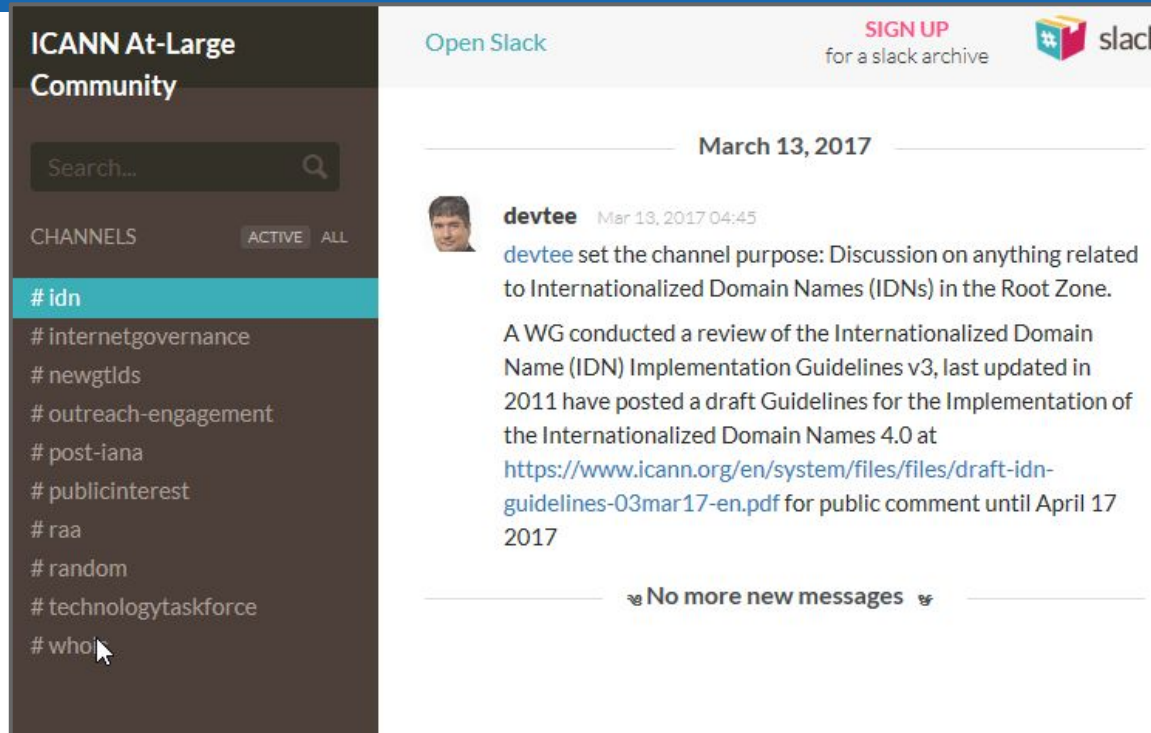 ICANN At-Large
Community
Search...
CHANNELS ACTIVE ALL
# idn
# internetgovernance
# newgtlds
# outreach-engagement
# post-iana
# publicinterest
# raa
# random
# technologytaskforce
# whois
Open Slack
SIGN UP
for a slack archive
slack
March 13, 2017
devtee Mar 13, 2017 04:45
devtee set the channel purpose: Discussion on anything related
to Internationalized Domain Names (IDNs) in the Root Zone.
A WG conducted a review of the Internationalized Domain
Name (IDN) Implementation Guidelines v3, last updated in
2011 have posted a draft Guidelines for the Implementation of
the Internationalized Domain Names 4.0 at
https://www.icann.org/en/system/files/files/draft-idn-
guidelines-03mar17-en.pdf for public comment until April 17
2017
No more new messages